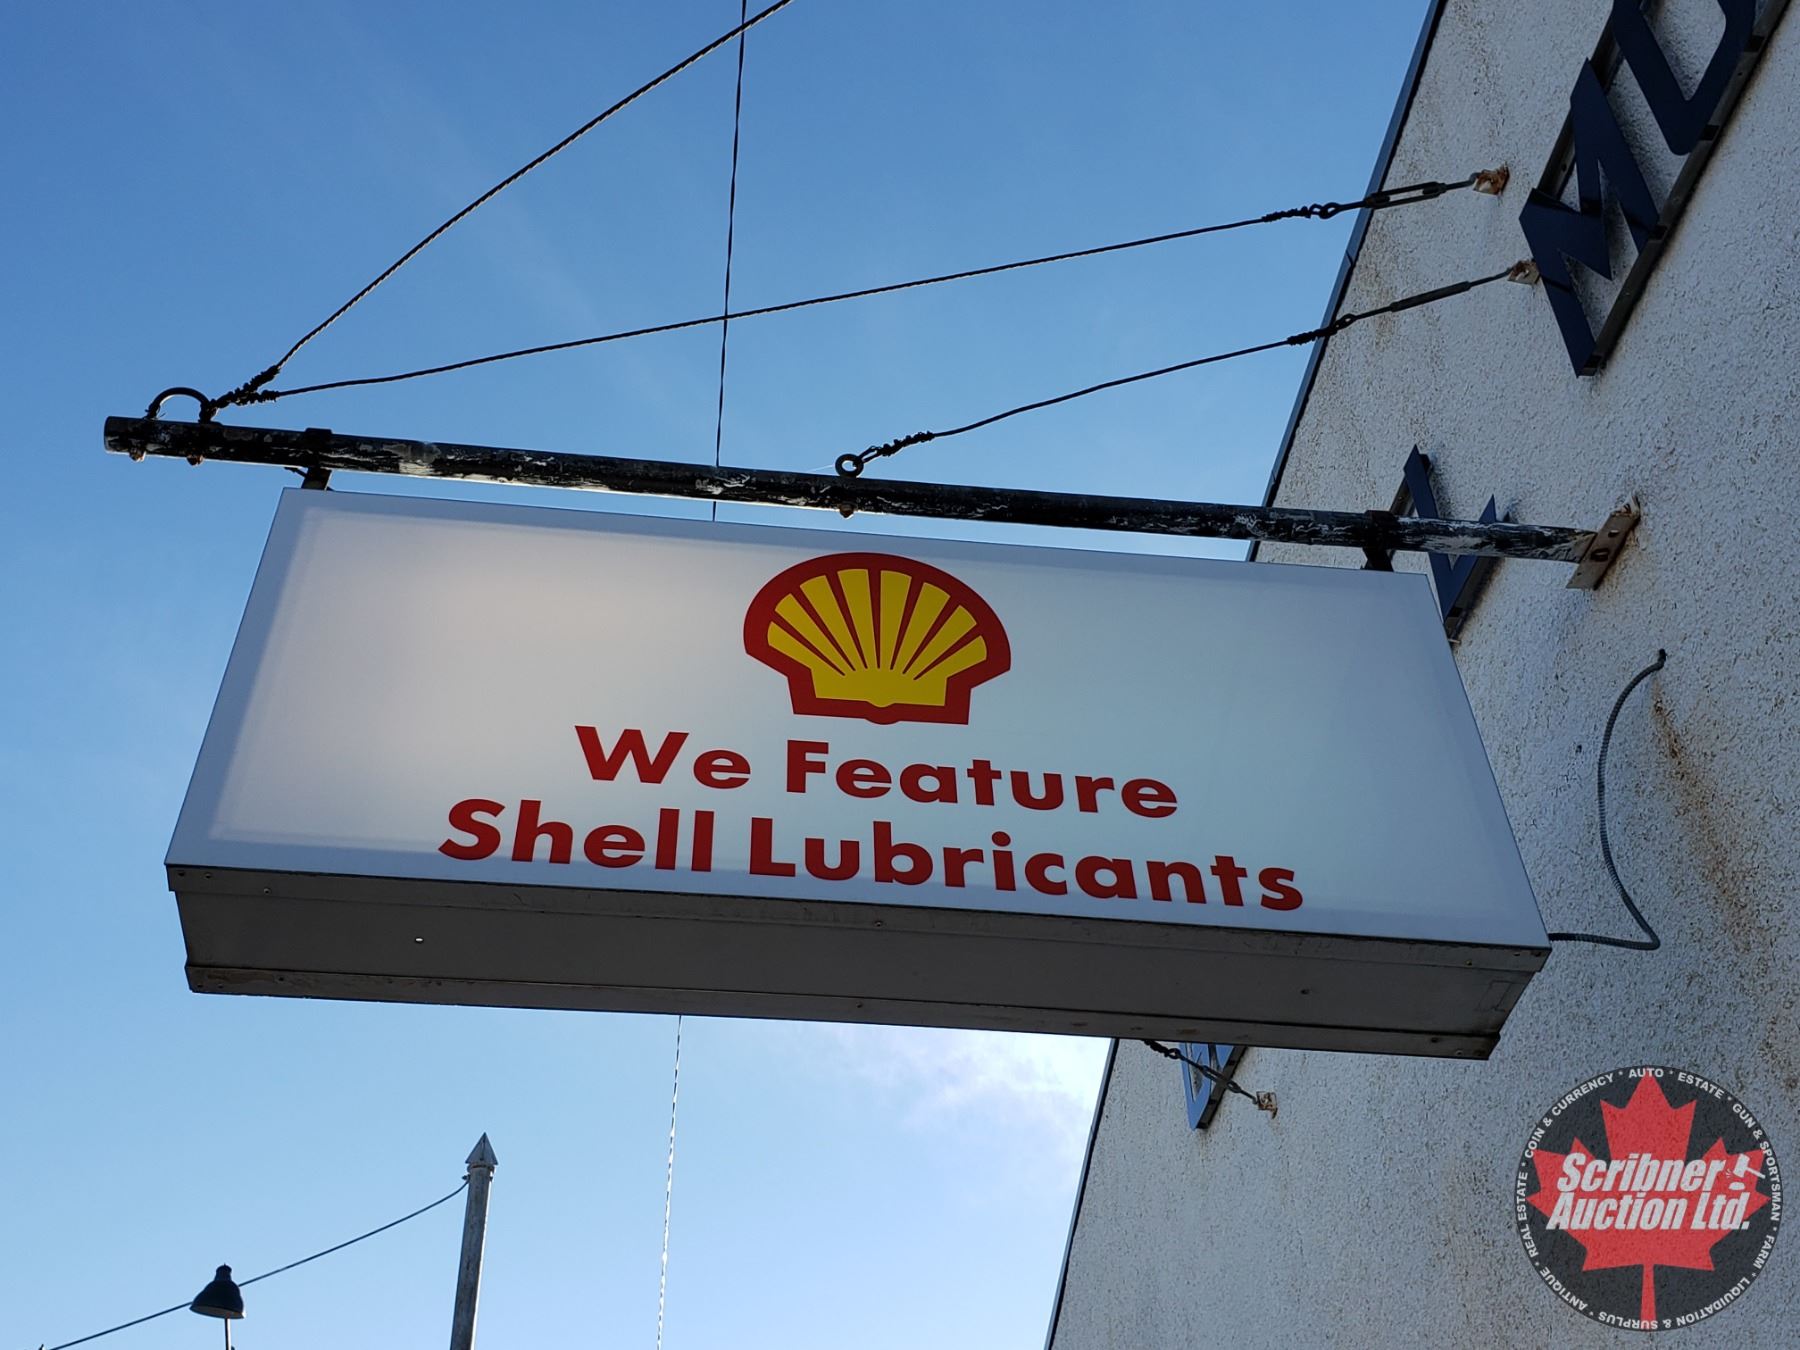 We Feature
Shell Lubricants
Scribner
Auction Ltd.
REAL ESTATE * COIN & CURRENCY * AUTO * ESTATE * GUN & SPORTSMAN * FARM * LIQUIDATION & SURPLUS * ANTIQUE *